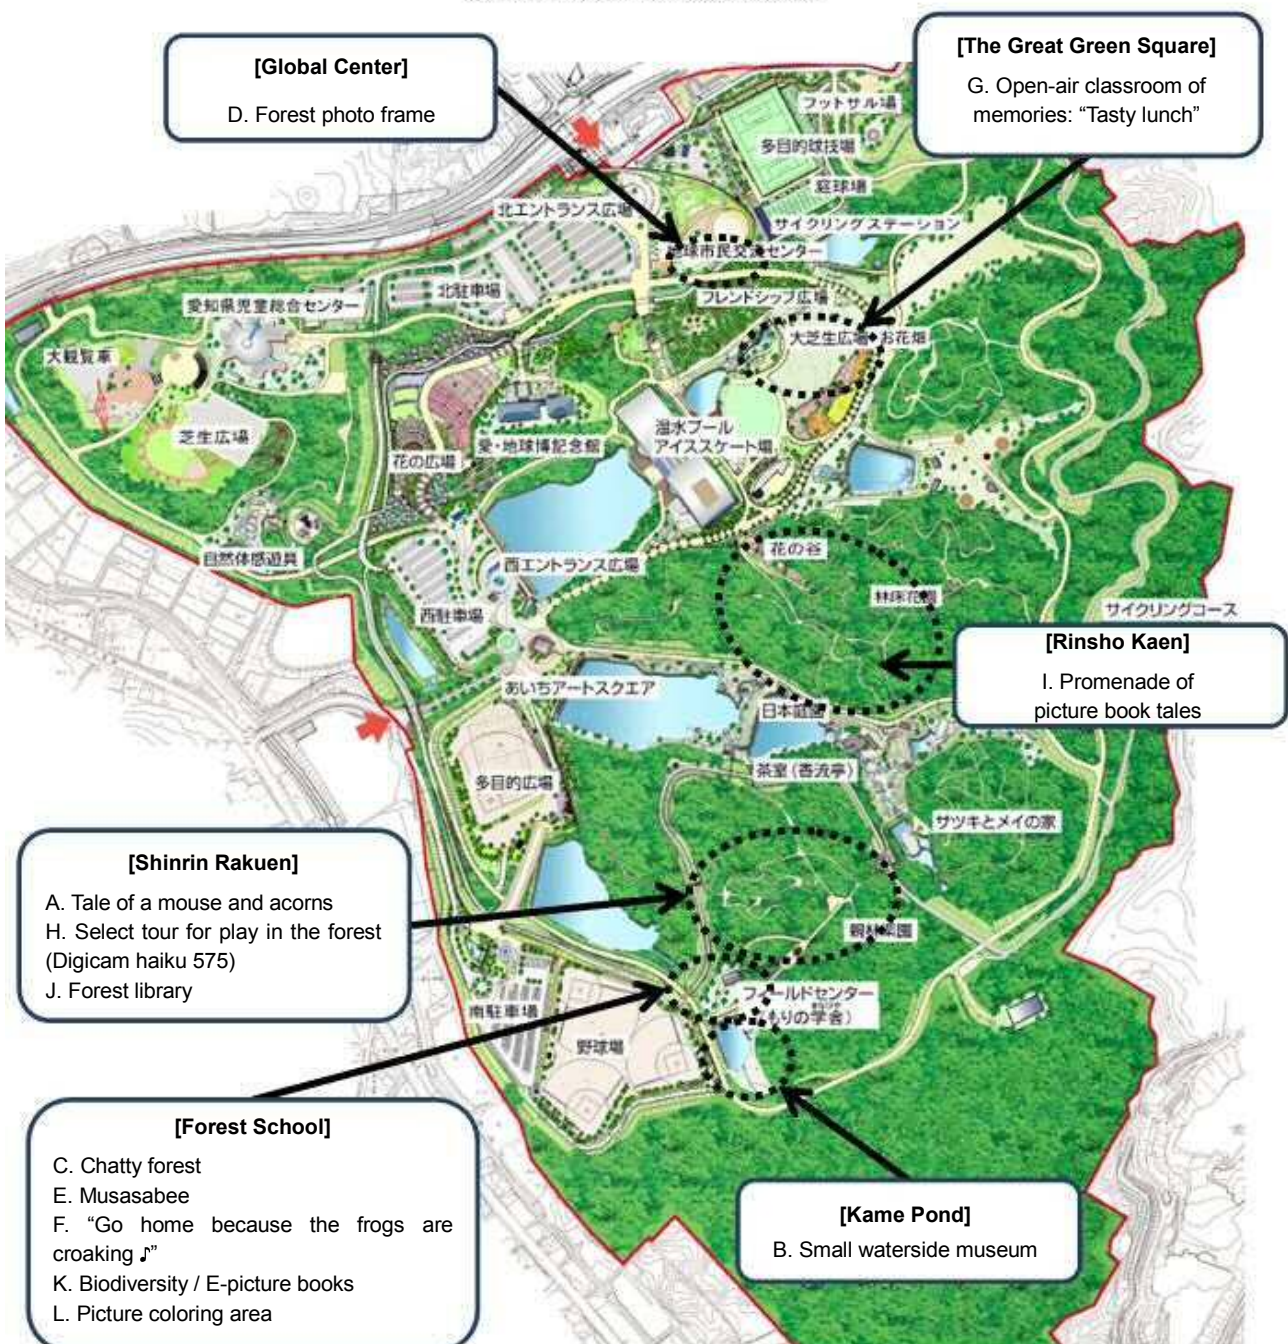 [Global Center]
D. Forest photo frame
[The Great Green Square]
G. Open-air classroom of
memories: “Tasty lunch”
フットサル場
多目的球技場
庭球場
北エントランス広場
サイクリングステーション
地球市民交流センター
愛知県児童総合センター
北駐車場
フレンドシップ広場
大観覧車
大芝生広場
お花畑
芝生広場
花の広場
愛・地球博記念館
温水プール
アイススケート場
自然体感遊具
西エントランス広場
花の谷
西駐車場
林床花園
サイクリングコース
[Rinsho Kaen]
I. Promenade of
picture book tales
あいちアートスクエア
日本庭園
茶室(香流亭)
多目的広場
サツキとメイの家
[Shinrin Rakuen]
A. Tale of a mouse and acorns
H. Select tour for play in the forest
(Digicam haiku 575)
J. Forest library
南駐車場
野球場
フィールドセンター
(もりの学舎)
[Forest School]
C. Chatty forest
E. Musasabee
F. “Go home because the frogs are
croaking ♪”
K. Biodiversity / E-picture books
L. Picture coloring area
[Kame Pond]
B. Small waterside museum